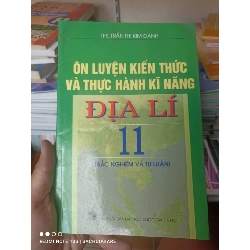 THS. TRẦN THỊ KIM OANH
ÔN LUYỆN KIẾN THỨC
VÀ THỰC HÀNH KĨ NĂNG
ĐỊA LÍ
11
(TRẮC NGHIỆM VÀ TỰ LUẬN)